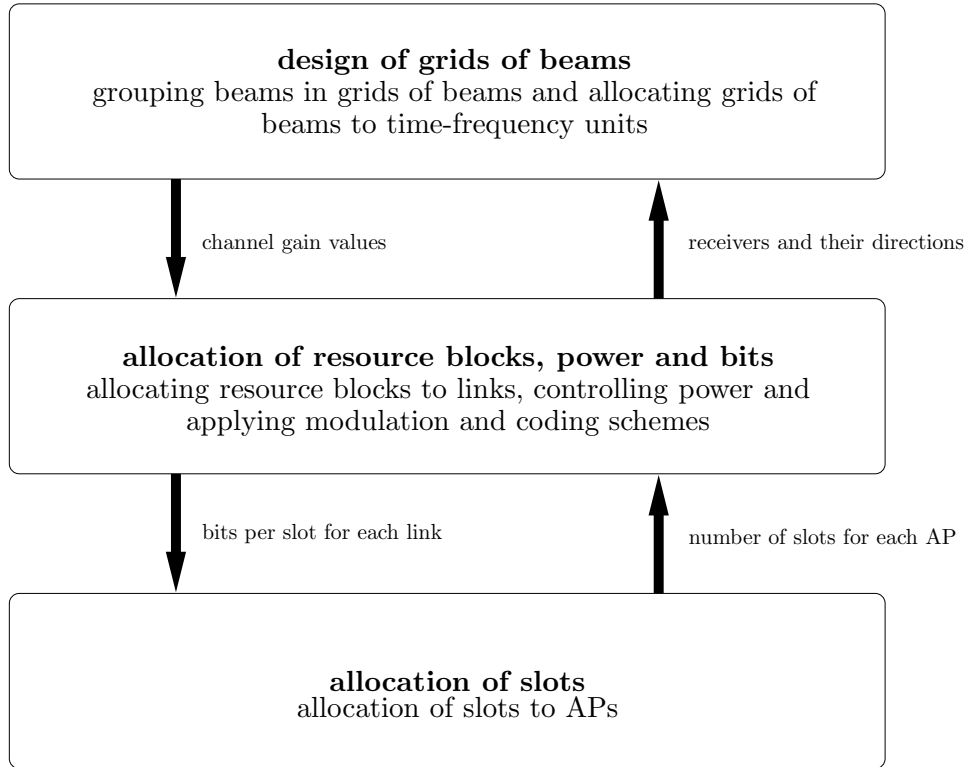 design of grids of beams
grouping beams in grids of beams and allocating grids of
beams to time-frequency units
channel gain values
receivers and their directions
allocation of resource blocks, power and bits
allocating resource blocks to links, controlling power and
applying modulation and coding schemes
bits per slot for each link
number of slots for each AP
allocation of slots
allocation of slots to APs